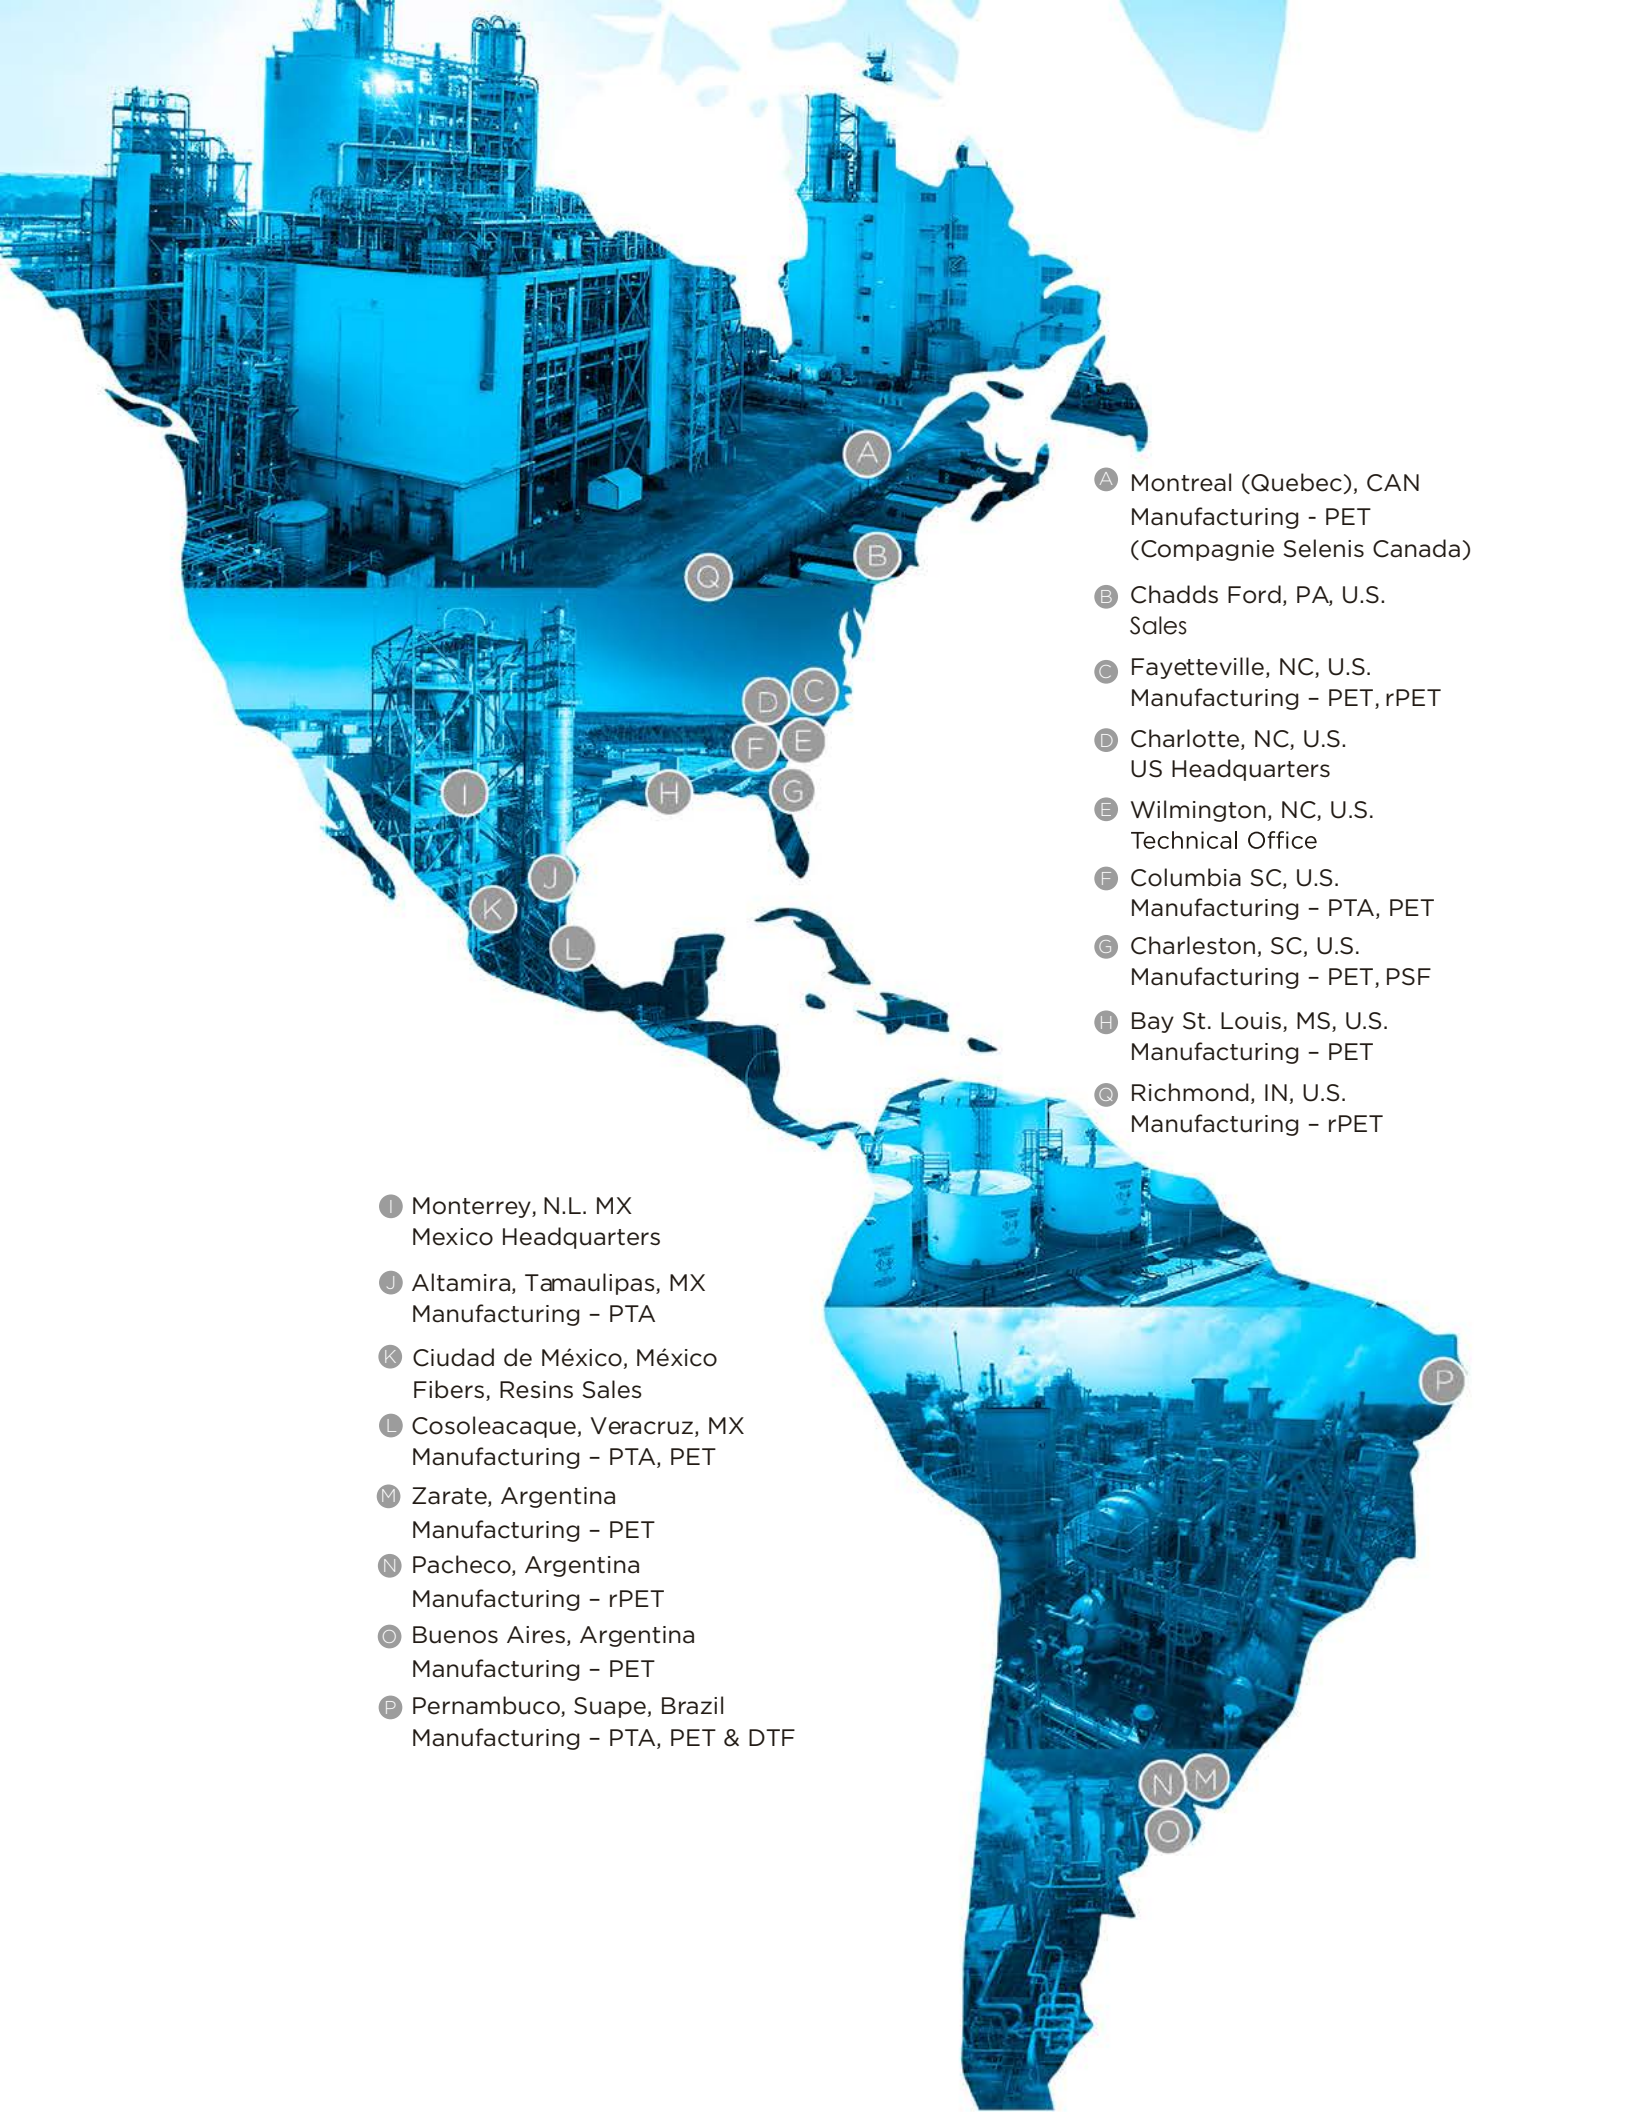 A
B
Q
D
C
F
E
G
H
I
J
K
L
P
N
M
O
A Montreal (Quebec), CAN
Manufacturing - PET
(Compagnie Selenis Canada)
B Chadds Ford, PA, U.S.
Sales
C Fayetteville, NC, U.S.
Manufacturing – PET, rPET
D Charlotte, NC, U.S.
US Headquarters
E Wilmington, NC, U.S.
Technical Office
F Columbia SC, U.S.
Manufacturing – PTA, PET
G Charleston, SC, U.S.
Manufacturing – PET, PSF
H Bay St. Louis, MS, U.S.
Manufacturing – PET
Q Richmond, IN, U.S.
Manufacturing – rPET
I Monterrey, N.L. MX
Mexico Headquarters
J Altamira, Tamaulipas, MX
Manufacturing – PTA
K Ciudad de México, México
Fibers, Resins Sales
L Cosoleacaque, Veracruz, MX
Manufacturing – PTA, PET
M Zarate, Argentina
Manufacturing – PET
N Pacheco, Argentina
Manufacturing – rPET
O Buenos Aires, Argentina
Manufacturing – PET
P Pernambuco, Suape, Brazil
Manufacturing – PTA, PET & DTF